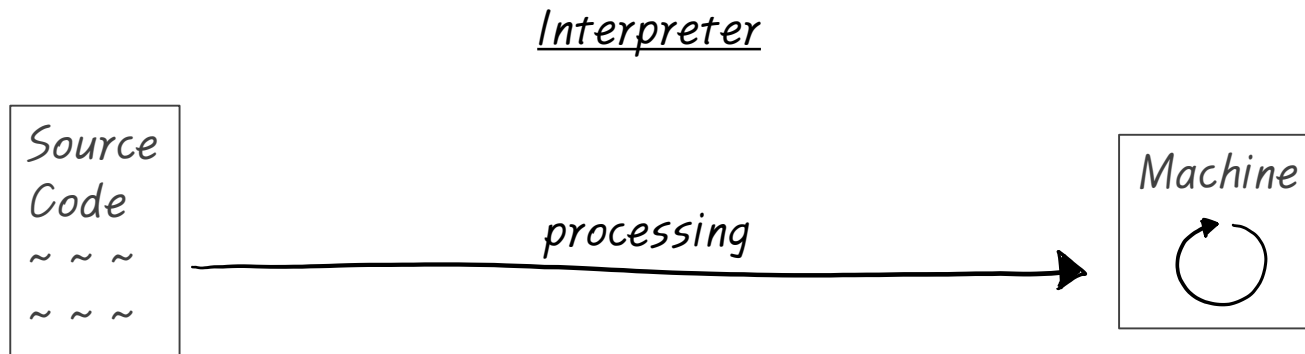 Interpreter
Source
Code
~ ~ ~
~ ~ ~
processing
Machine